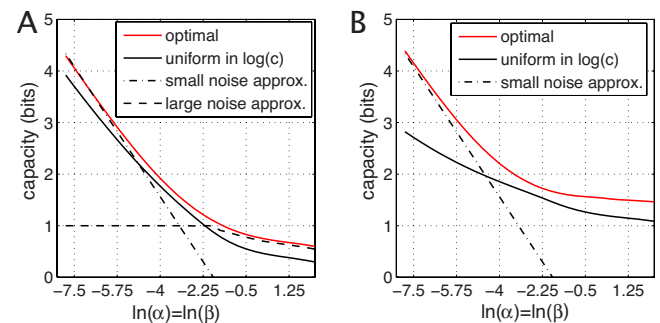 A
optimal
uniform in log(c)
small noise approx.
large noise approx.
capacity (bits)
5
4
3
2
1
0
−7.5 −5.75 −4 −2.25 −0.5 1.25
ln(α)=ln(β)
B
optimal
uniform in log(c)
small noise approx.
capacity (bits)
5
4
3
2
1
0
−7.5 −5.75 −4 −2.25 −0.5 1.25
ln(α)=ln(β)